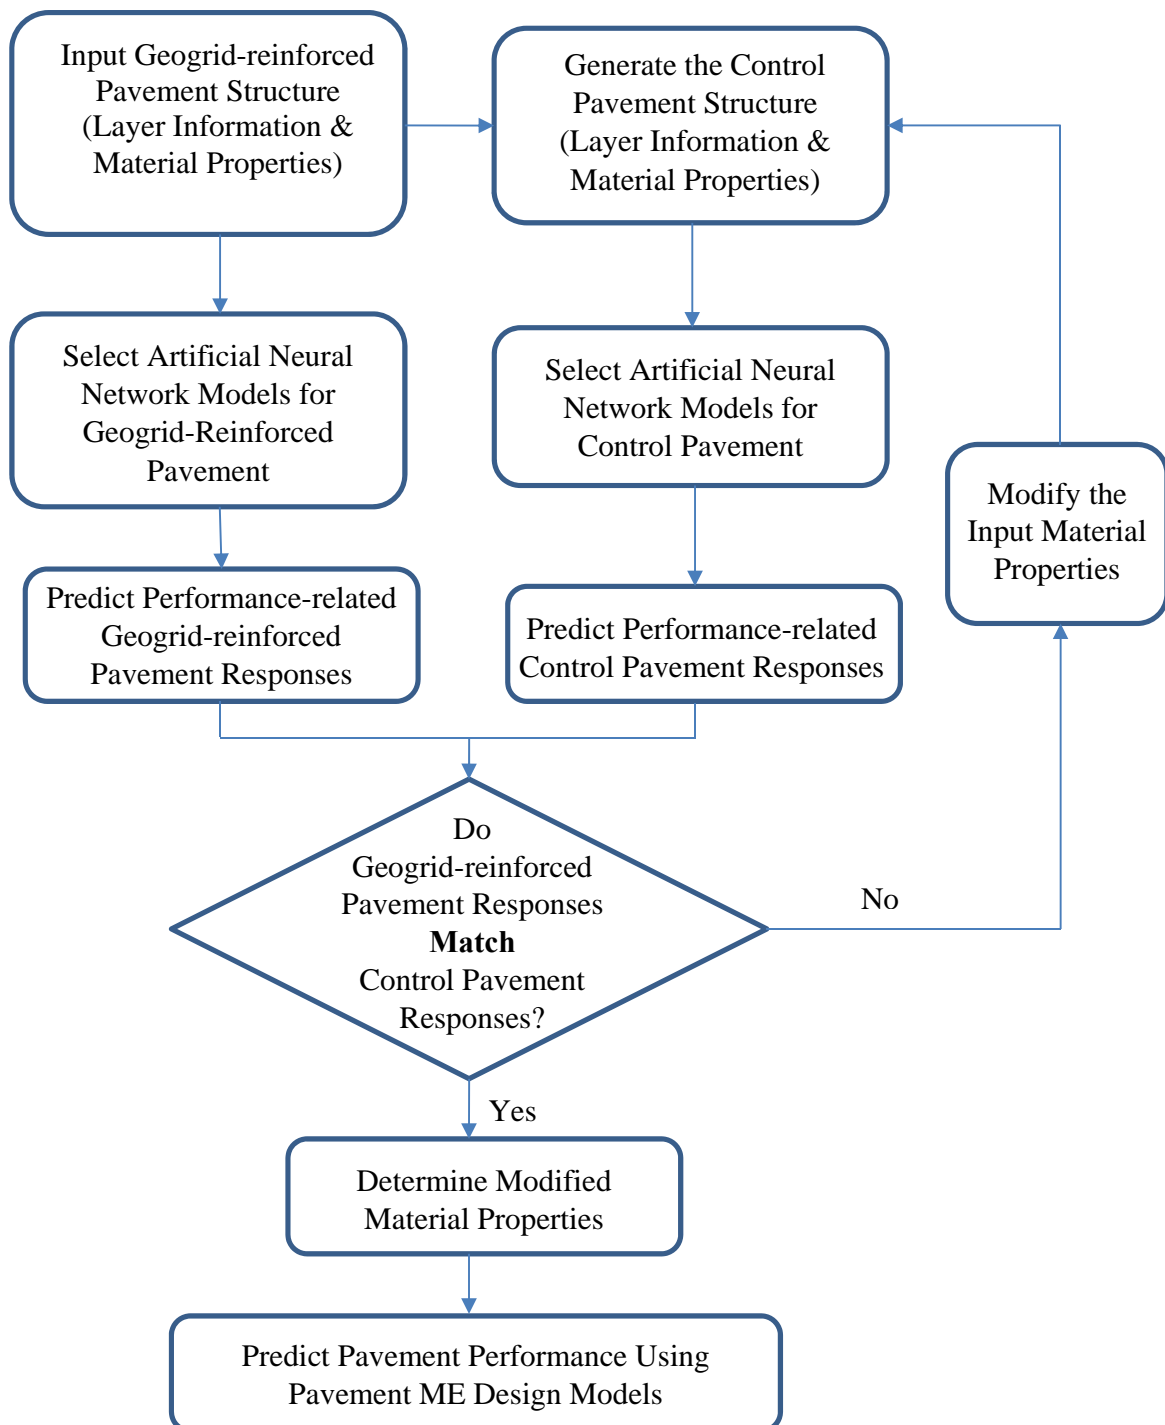 Input Geogrid-reinforced
Pavement Structure
(Layer Information &
Material Properties)
Generate the Control
Pavement Structure
(Layer Information &
Material Properties)
Select Artificial Neural
Network Models for
Geogrid-Reinforced
Pavement
Select Artificial Neural
Network Models for
Control Pavement
Modify the
Input Material
Properties
Predict Performance-related
Geogrid-reinforced
Pavement Responses
Predict Performance-related
Control Pavement Responses
Do
Geogrid-reinforced
Pavement Responses
Match
Control Pavement
Responses?
No
Yes
Determine Modified
Material Properties
Predict Pavement Performance Using
Pavement ME Design Models